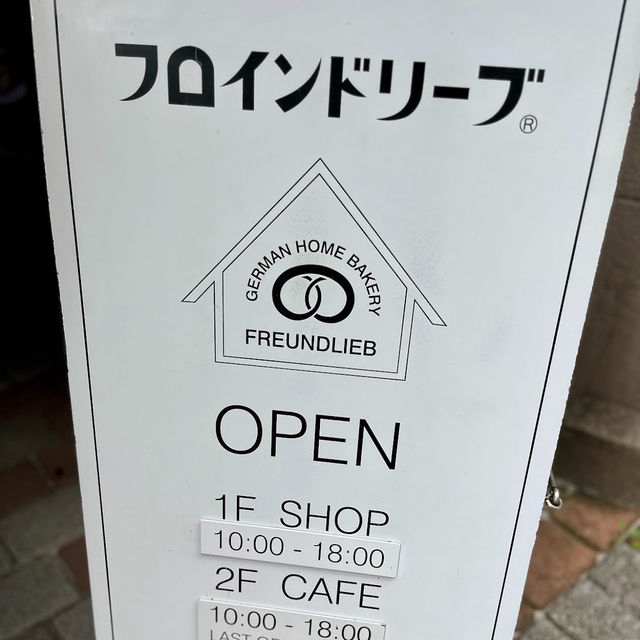 フロインドリーブ®
GERMAN HOME BAKERY
FREUNDLIEB
OPEN
1F SHOP
10:00 - 18:00
2F CAFE
10:00 - 18:00
LAST